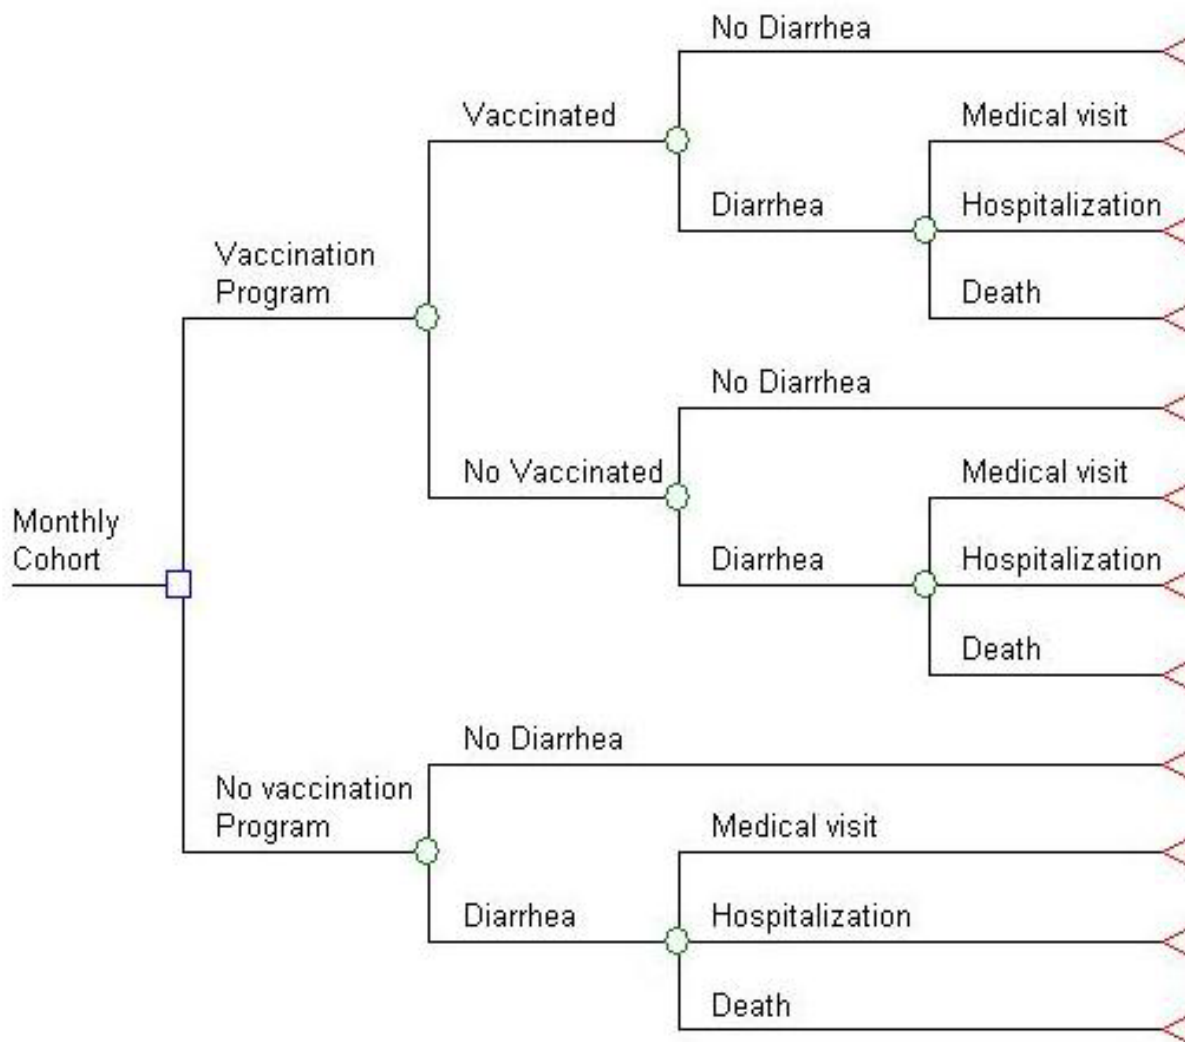 No Diarrhea
Vaccinated
Medical visit
Diarrhea
Hospitalization
Vaccination
Program
Death
No Diarrhea
No Vaccinated
Medical visit
Monthly
Cohort
Diarrhea
Hospitalization
Death
No Diarrhea
No vaccination
Program
Medical visit
Diarrhea
Hospitalization
Death